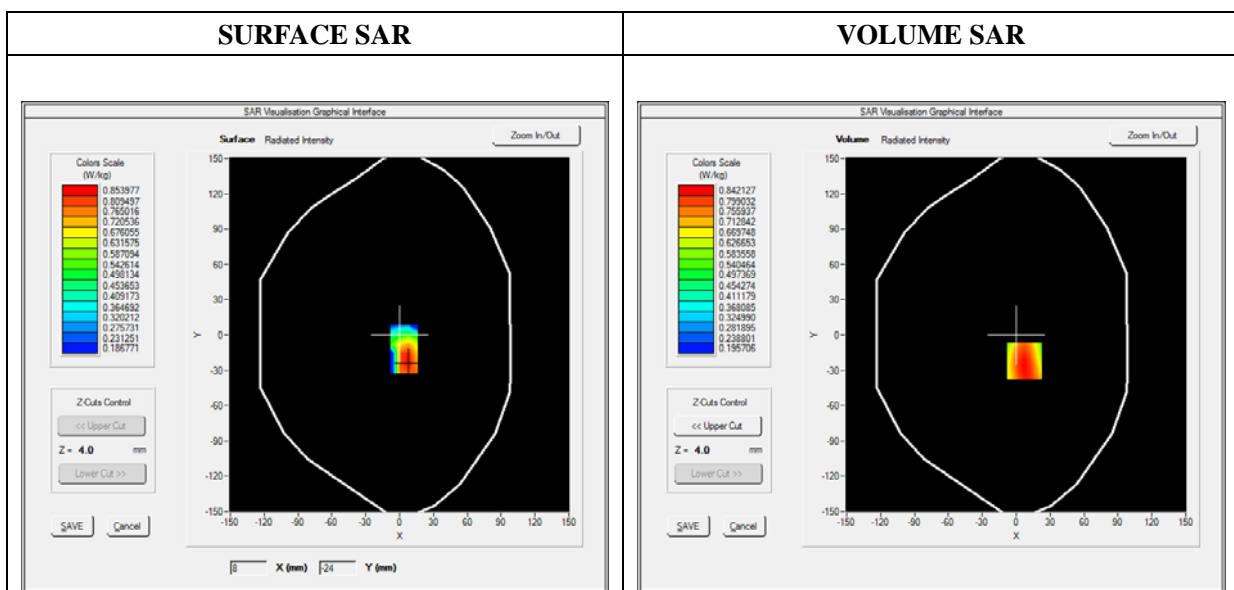 SURFACE SAR
VOLUME SAR
SAR Visualisation Graphical Interface
Surface Radiated Intensity
Zoom In/Out
Colors Scale
(W/kg)
0.853977
0.809497
0.765016
0.720536
0.676055
0.631575
0.587094
0.542614
0.498134
0.453653
0.409173
0.364692
0.320212
0.275731
0.231251
0.186771
Z-Cuts Control
<< Upper Cut
Z = 4.0 mm
Lower Cut >>
SAVE Cancel
150
120
90
60
30
0
-30
-60
-90
-120
-150
Y
-150 -120 -90 -60 -30 0 30 60 90 120 150
X
8 X (mm) -24 Y (mm)
SAR Visualisation Graphical Interface
Volume Radiated Intensity
Zoom In/Out
Colors Scale
(W/kg)
0.842127
0.799032
0.755937
0.712842
0.669748
0.626653
0.583558
0.540464
0.497369
0.454274
0.411179
0.368085
0.324990
0.281895
0.238801
0.195706
Z-Cuts Control
<< Upper Cut
Z = 4.0 mm
Lower Cut >>
SAVE Cancel
150
120
90
60
30
0
-30
-60
-90
-120
-150
Y
-150 -120 -90 -60 -30 0 30 60 90 120 150
X